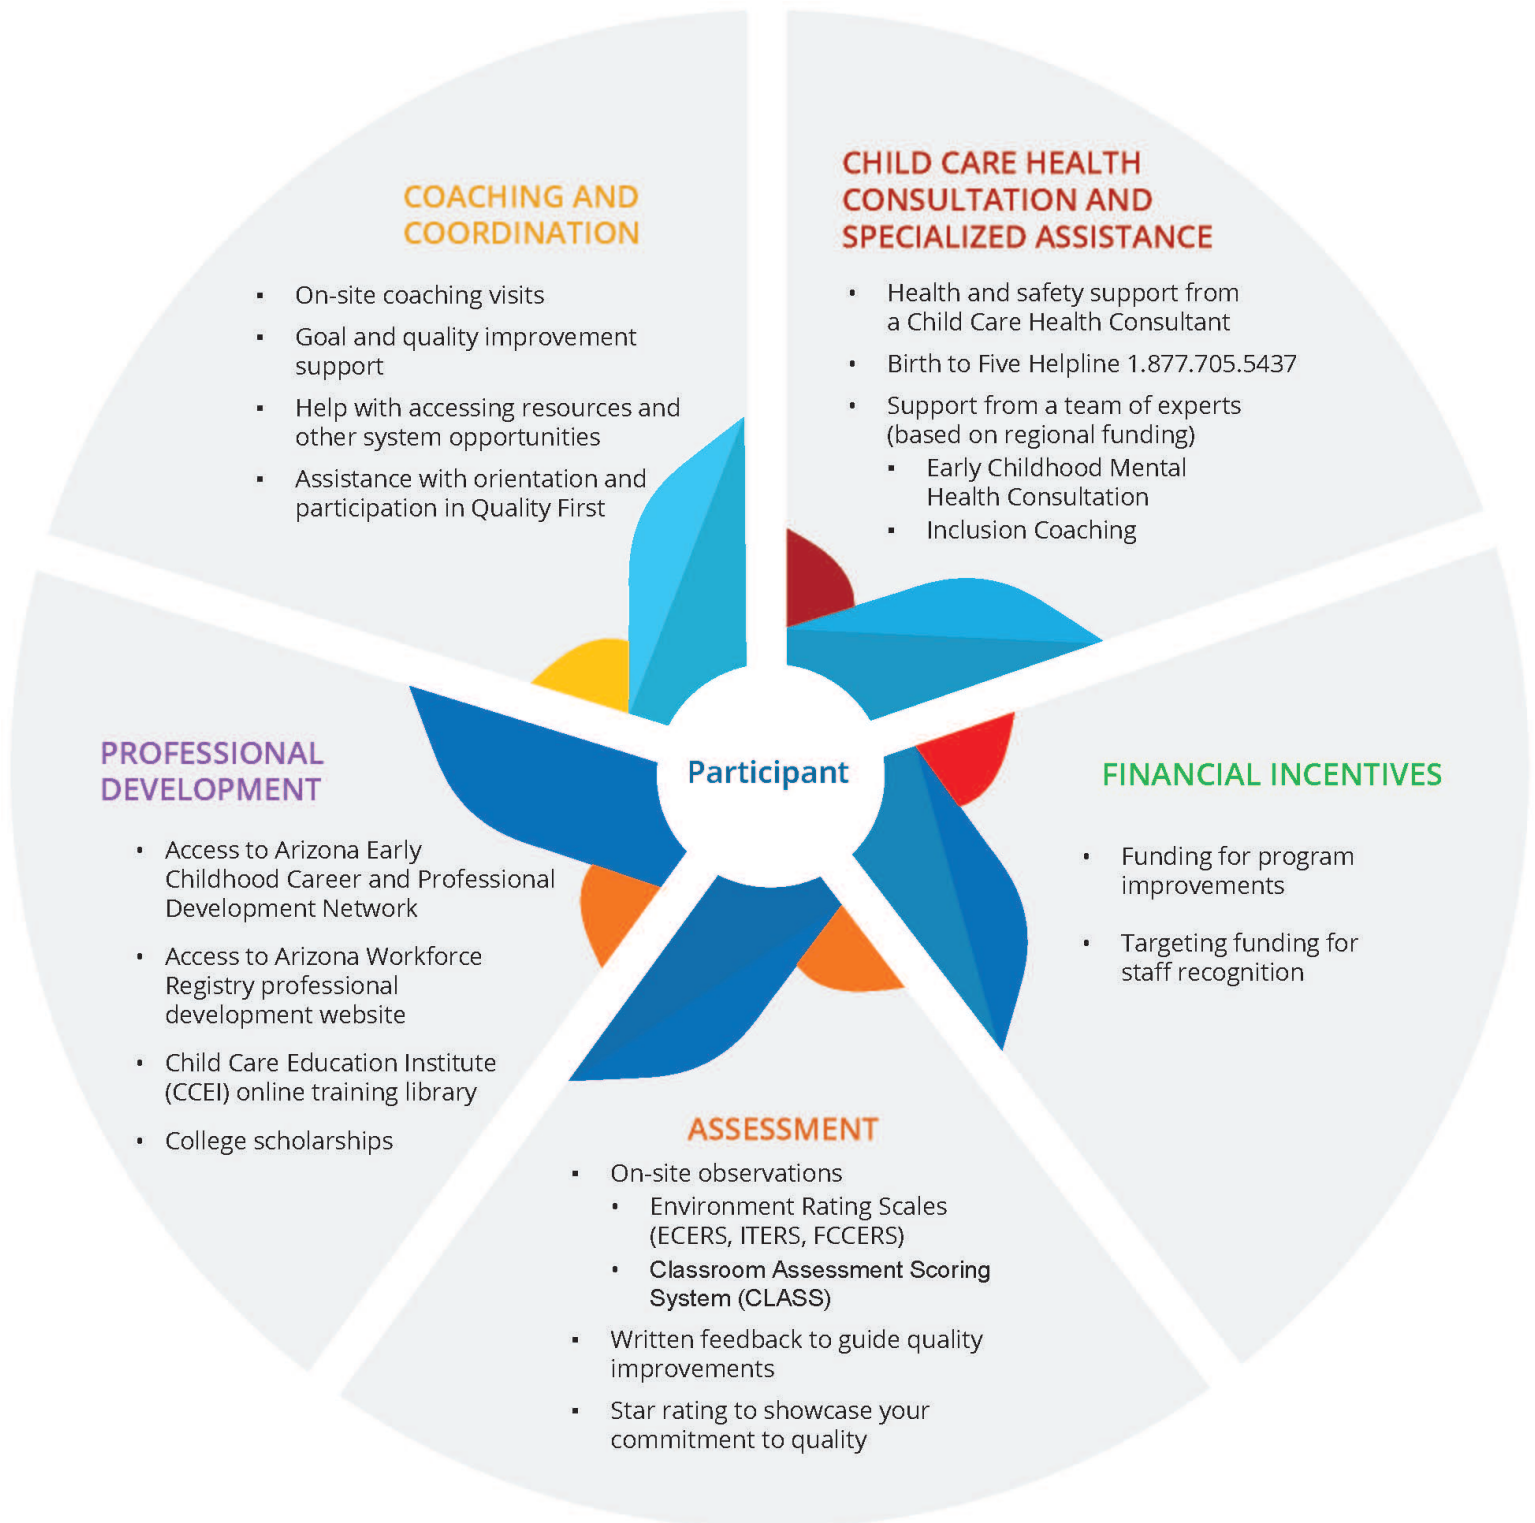 COACHING AND
COORDINATION
▪ On-site coaching visits
▪ Goal and quality improvement
support
▪ Help with accessing resources and
other system opportunities
▪ Assistance with orientation and
participation in Quality First
CHILD CARE HEALTH
CONSULTATION AND
SPECIALIZED ASSISTANCE
• Health and safety support from
a Child Care Health Consultant
• Birth to Five Helpline 1.877.705.5437
• Support from a team of experts
(based on regional funding)
▪ Early Childhood Mental
Health Consultation
▪ Inclusion Coaching
Participant
PROFESSIONAL
DEVELOPMENT
• Access to Arizona Early
Childhood Career and Professional
Development Network
• Access to Arizona Workforce
Registry professional
development website
• Child Care Education Institute
(CCEI) online training library
• College scholarships
FINANCIAL INCENTIVES
• Funding for program
improvements
• Targeting funding for
staff recognition
ASSESSMENT
▪ On-site observations
• Environment Rating Scales
(ECERS, ITERS, FCCERS)
• Classroom Assessment Scoring
System (CLASS)
▪ Written feedback to guide quality
improvements
▪ Star rating to showcase your
commitment to quality